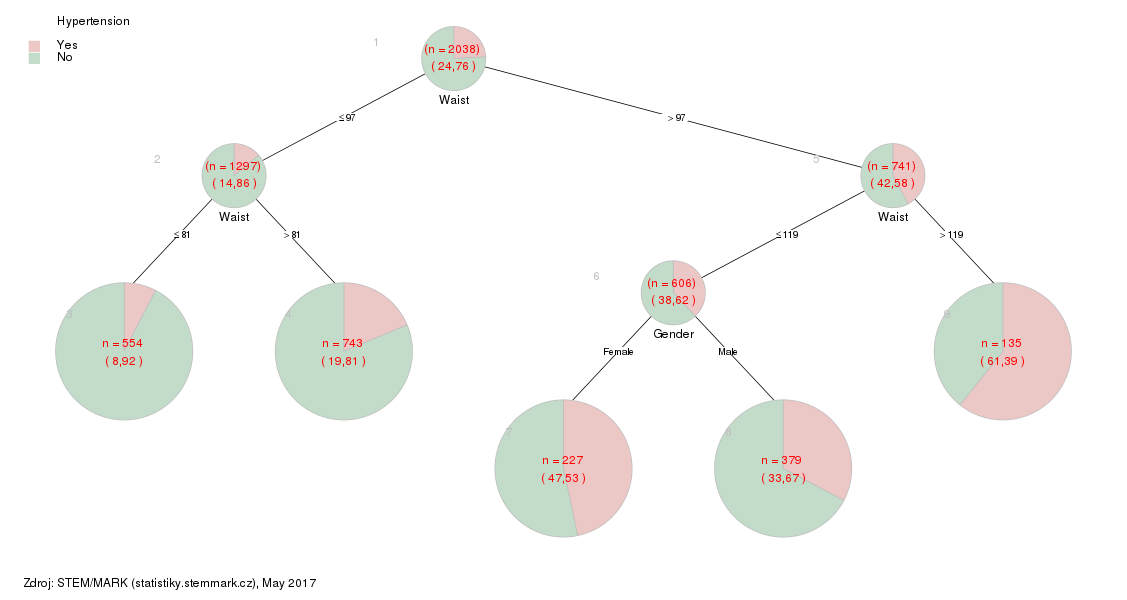 Hypertension
Yes
No
1
(n = 2038)
( 24,76 )
Waist
≤ 97
> 97
2
(n = 1297)
( 14,86 )
Waist
5
(n = 741)
( 42,58 )
Waist
≤ 81
> 81
≤ 119
> 119
3
n = 554
( 8,92 )
4
n = 743
( 19,81 )
6
(n = 606)
( 38,62 )
Gender
9
n = 135
( 61,39 )
Female
Male
7
n = 227
( 47,53 )
8
n = 379
( 33,67 )
Zdroj: STEM/MARK (statistiky.stemmark.cz), May 2017